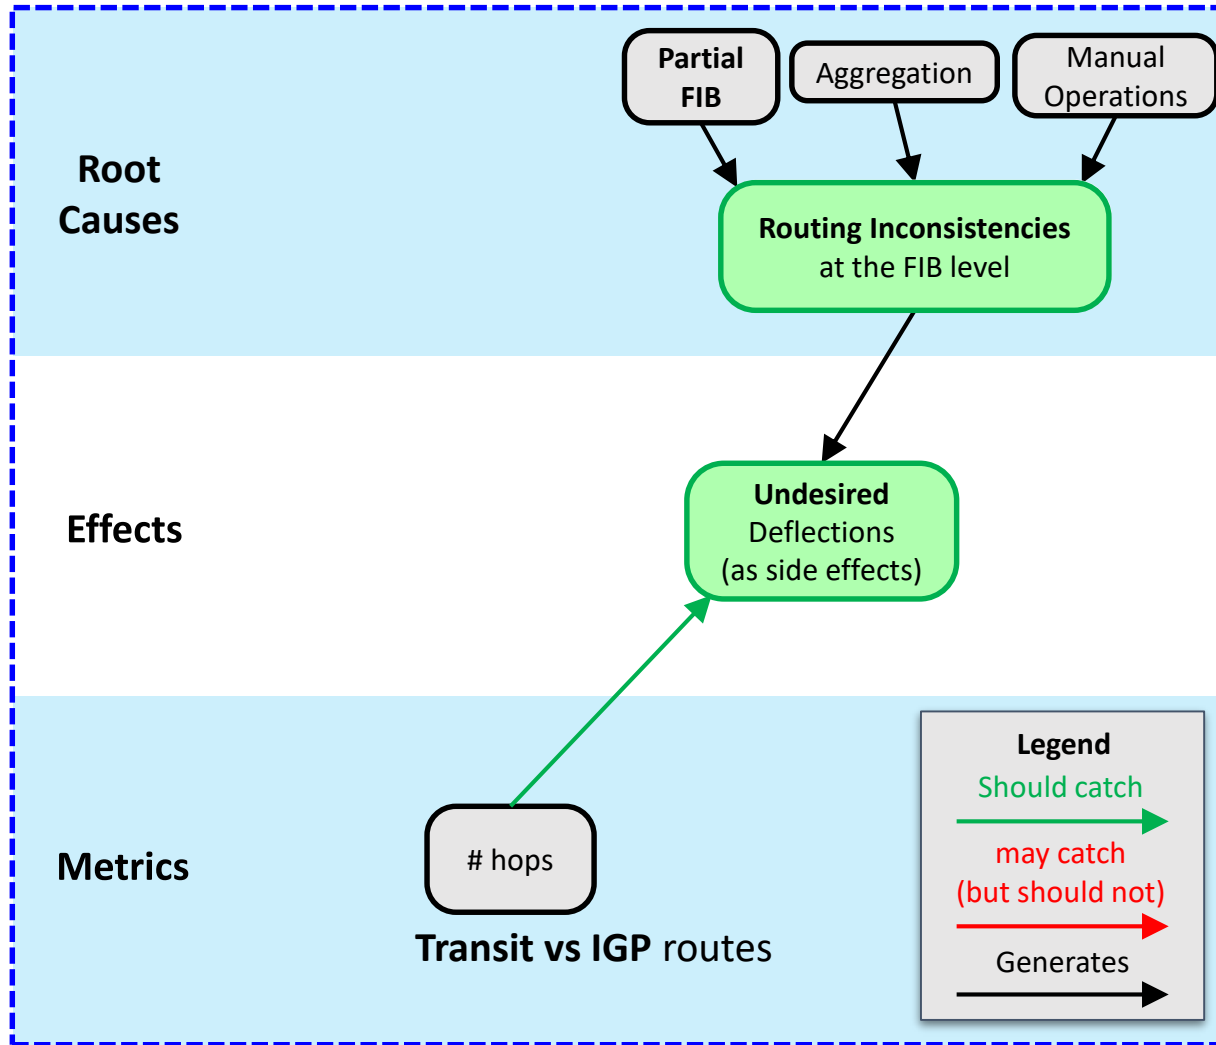 Partial
FIB
Aggregation
Manual
Operations
Root
Causes
Routing Inconsistencies
at the FIB level
Effects
Undesired
Deflections
(as side effects)
Metrics
# hops
Transit vs IGP routes
Legend
Should catch
may catch
(but should not)
Generates